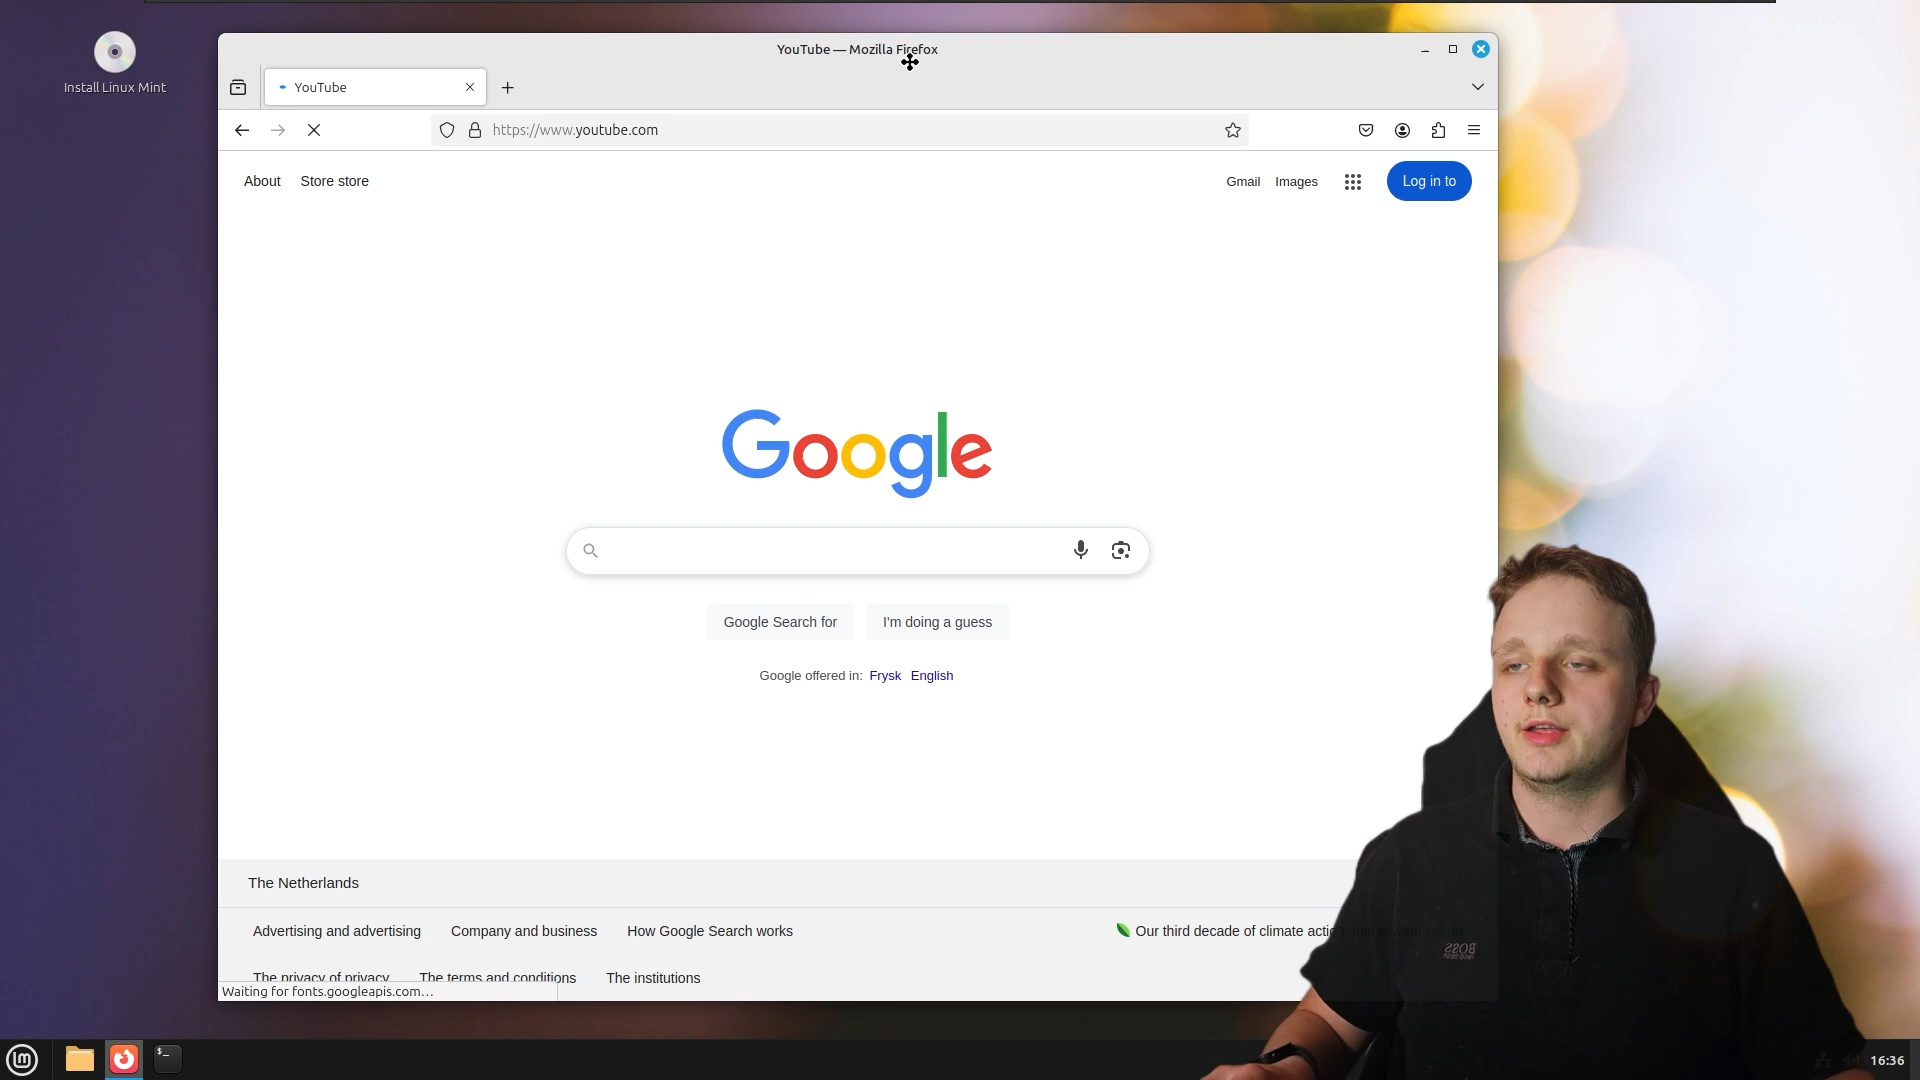 Install Linux Mint
YouTube — Mozilla Firefox
YouTube
https://www.youtube.com
About Store store
Gmail Images Log in to
Google
Google Search for I'm doing a guess
Google offered in: Frysk English
The Netherlands
Advertising and advertising Company and business How Google Search works
Our third decade of climate
The privacy of privacy The terms and conditions The institutions
Waiting for fonts.googleapis.com...
BOSS
$_
16:36